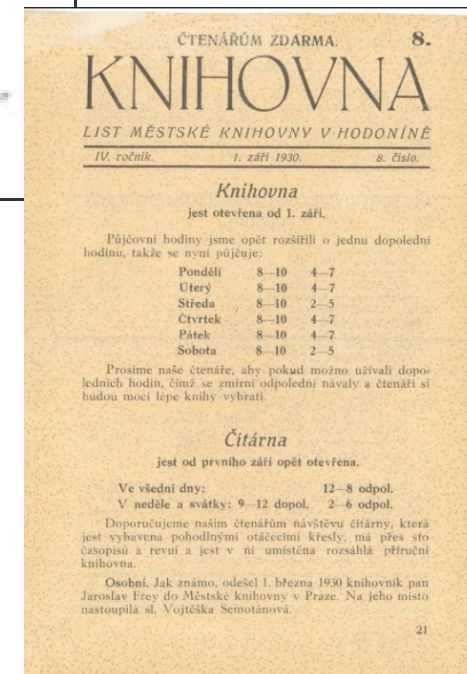 ČTENÁŘŮM ZDARMA. 8.
KNIHOVNA
LIST MĚSTSKÉ KNIHOVNY V HODONÍNĚ
IV. ročník. 1. září 1930. 8. číslo.
Knihovna
jest otevřena od 1. září.
Půjčovní hodiny jsme opět rozšířili o jednu dopolední
hodinu, takže se nyní půjčuje:
Pondělí 8—10 4—7
Úterý 8—10 4—7
Středa 8—10 2—5
Čtvrtek 8—10 4—7
Pátek 8—10 4—7
Sobota 8—10 2—5
Prosíme naše čtenáře, aby pokud možno užívali dopo-
ledních hodin, čímž se zmírní odpolední návaly a čtenáři si
budou moci lépe knihy vybrati.
Čítárna
jest od prvního září opět otevřena.
Ve všední dny: 12—8 odpol.
V neděle a svátky: 9—12 dopol. 2—6 odpol.
Doporučujeme našim čtenářům návštěvu čítárny, která
jest vybavena pohodlnými otáčecími křesly, má přes sto
časopisů a revuí a jest v ní umístěna rozsáhlá příruční
knihovna.
Osobní. Jak známo, odešel 1. března 1930 knihovník pan
Jaroslav Frey do Městské knihovny v Praze. Na jeho místo
nastoupila sl. Vojtěška Semotánová.
21